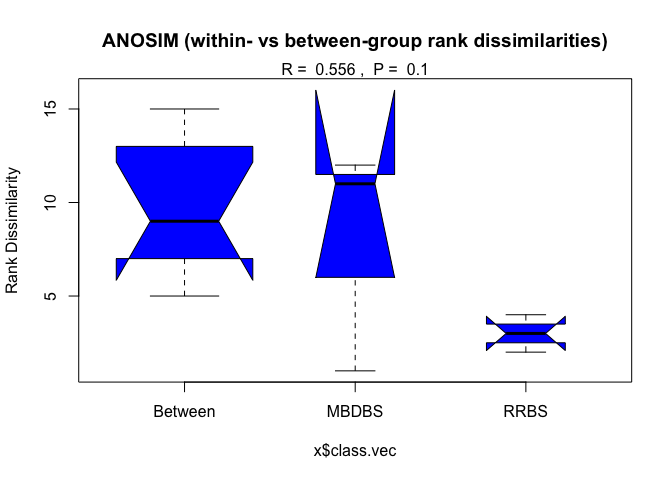 ANOSIM (within- vs between-group rank dissimilarities)
R =  0.556 ,  P =  0.1
15
10
5
Rank Dissimilarity
Between
MBDBS
RRBS
x$class.vec